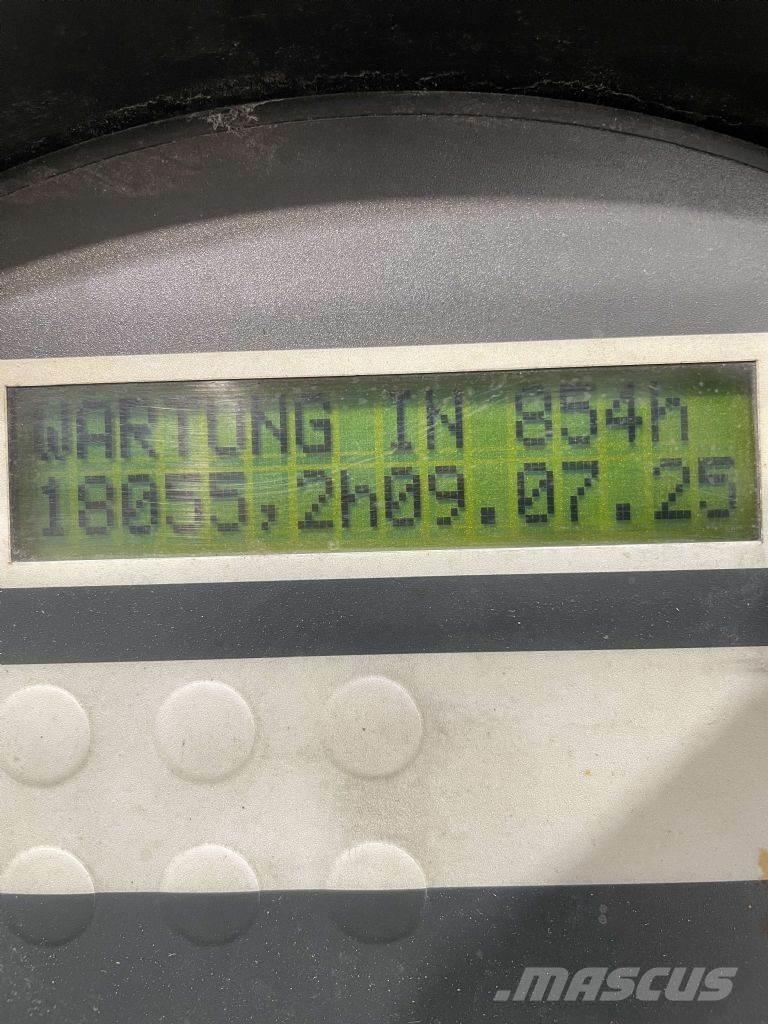 WARTUNG IN 854h
18055,2h09.07.25
.MASCUS